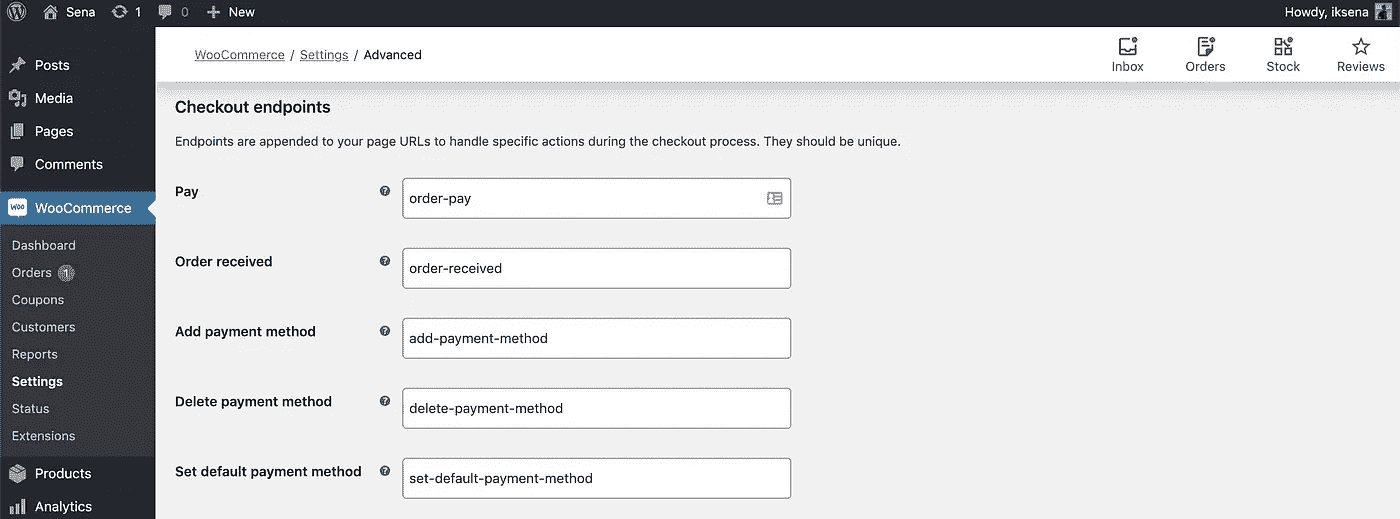 Sena 1 0 + New Howdy, iksena
WooCommerce / Settings / Advanced
Inbox Orders Stock Reviews
Posts
Media
Pages
Comments
WOO WooCommerce
Dashboard
Orders 1
Coupons
Customers
Reports
Settings
Status
Extensions
Products
Analytics
Checkout endpoints
Endpoints are appended to your page URLs to handle specific actions during the checkout process. They should be unique.
Pay ? order-pay
Order received ? order-received
Add payment method ? add-payment-method
Delete payment method ? delete-payment-method
Set default payment method ? set-default-payment-method